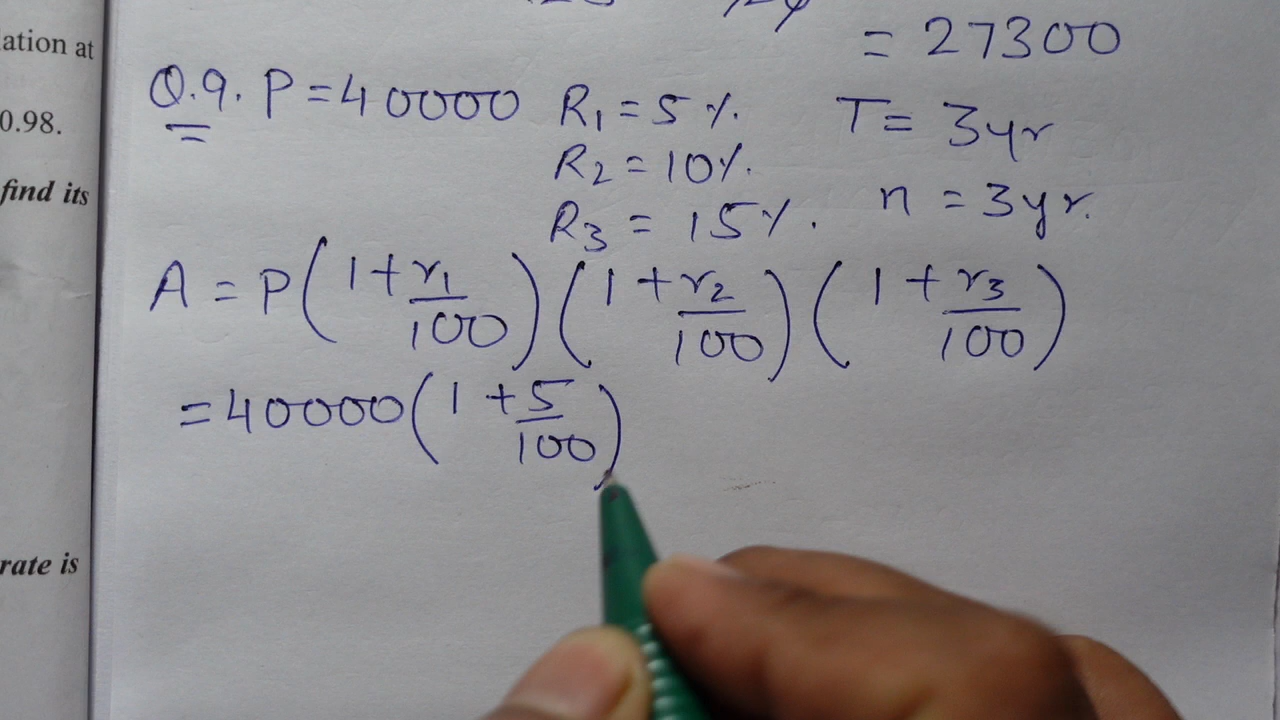 ation at
0.98.
find its
rate is
= 27300
Q.9. P = 40000 R1 = 5 %. T = 3yr
R2 = 10%. n = 3yr.
R3 = 15%.
A = P(1 + r1/100)(1 + r2/100)(1 + r3/100)
= 40000(1 + 5/100)